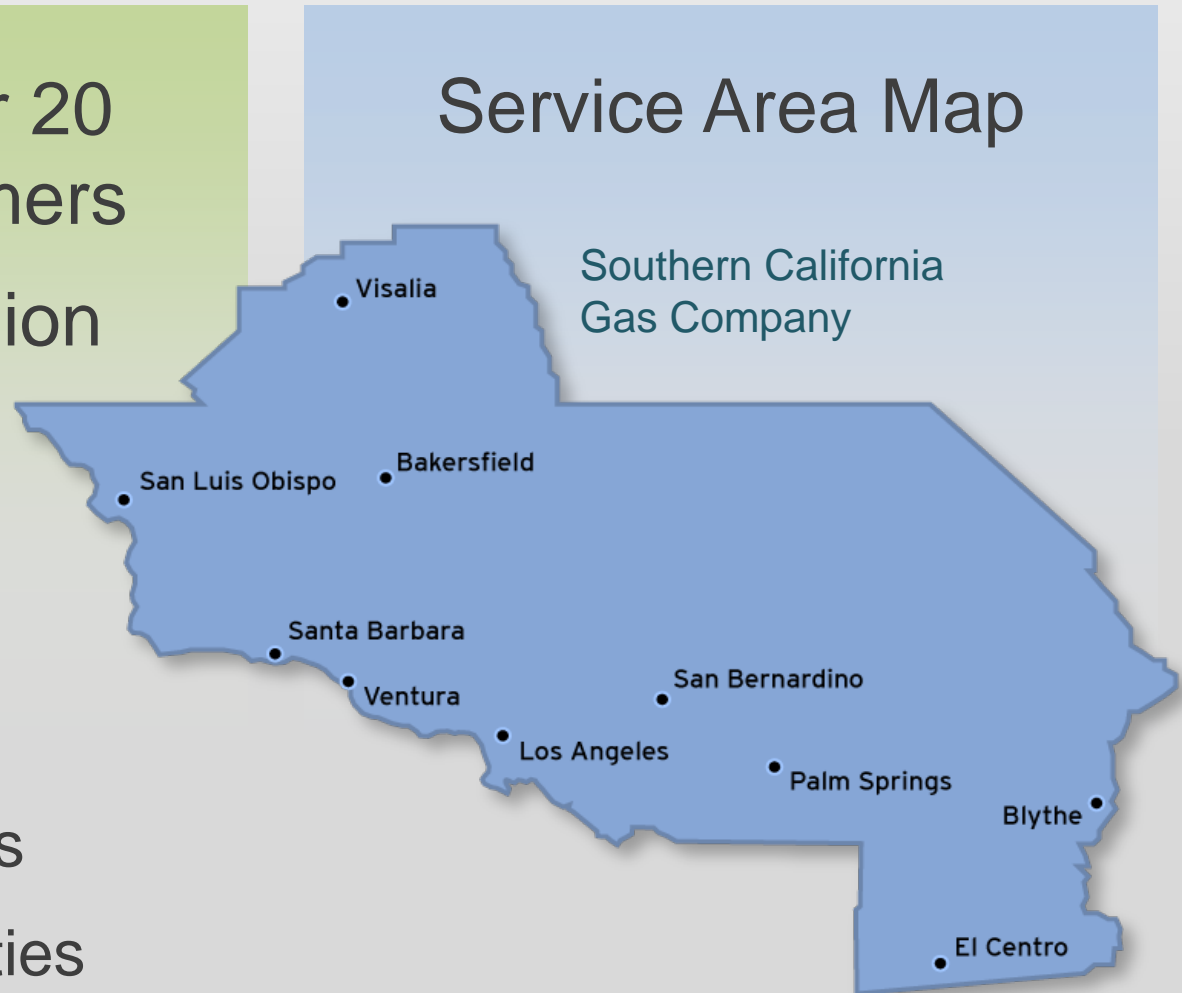 r 20
ners
ion
s
ties
Service Area Map
Southern California
Gas Company
Visalia
Bakersfield
San Luis Obispo
Santa Barbara
Ventura
San Bernardino
Los Angeles
Palm Springs
Blythe
El Centro